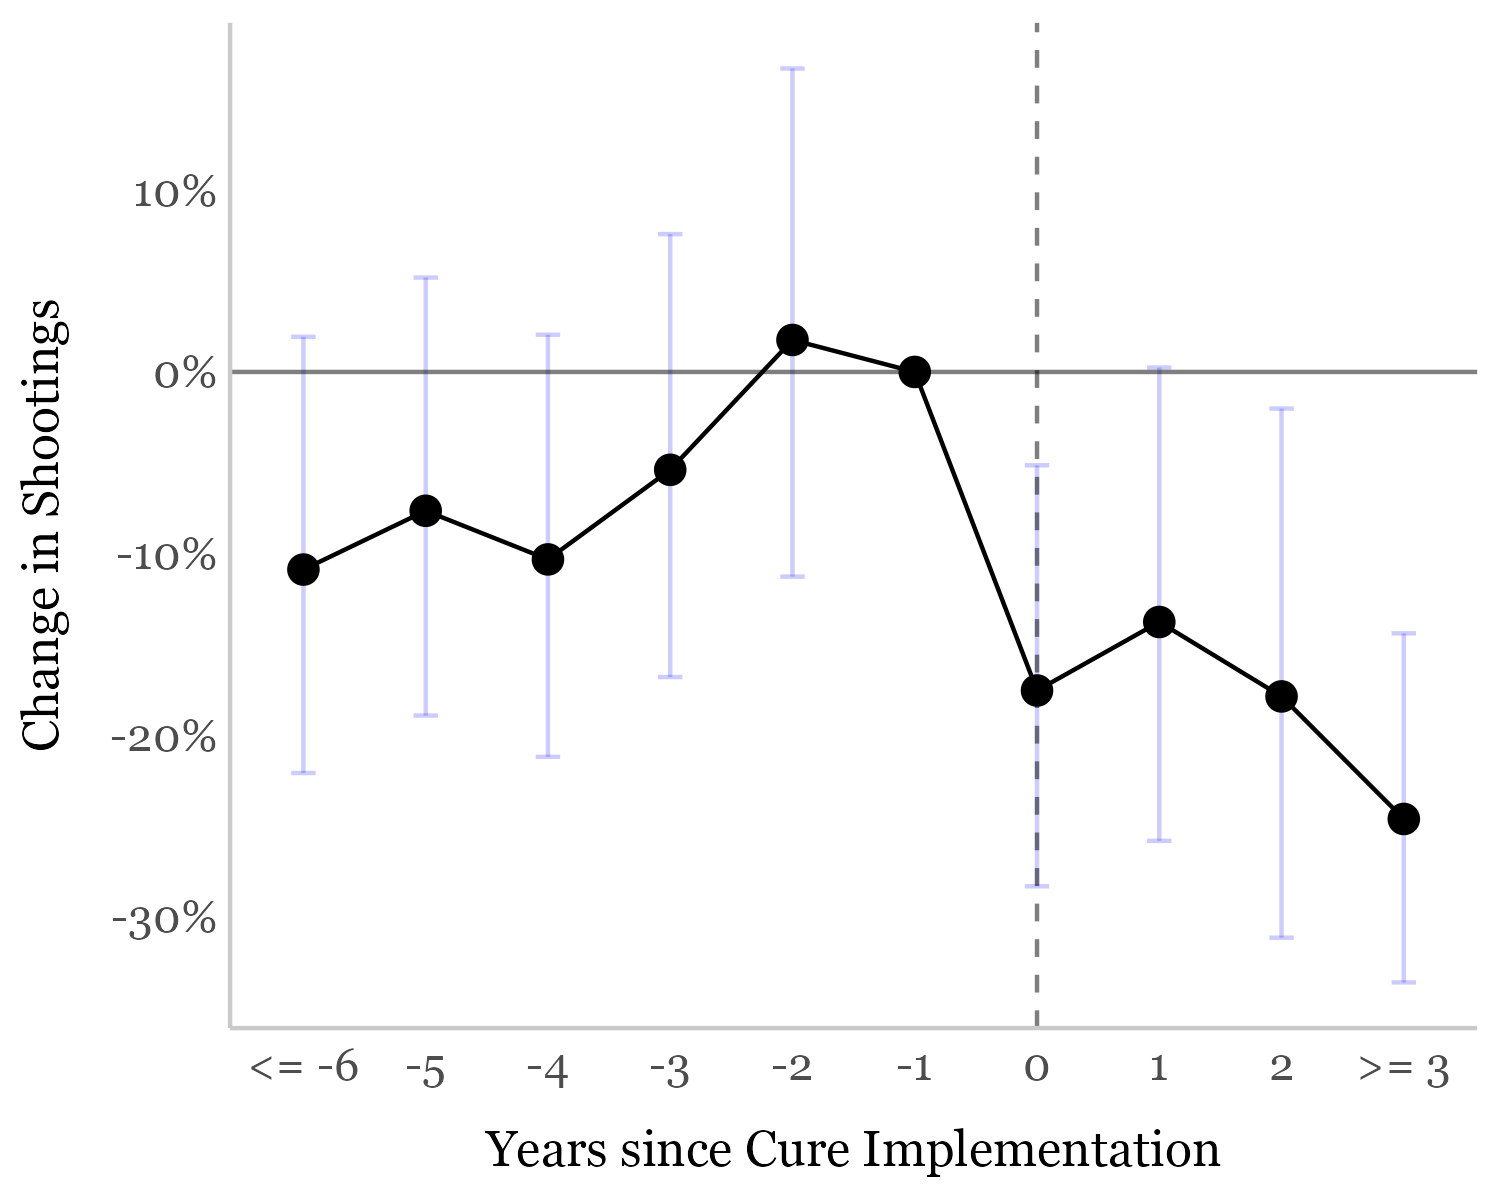 Change in Shootings
10%
0%
-10%
-20%
-30%
<= -6 -5 -4 -3 -2 -1 0 1 2 >= 3
Years since Cure Implementation